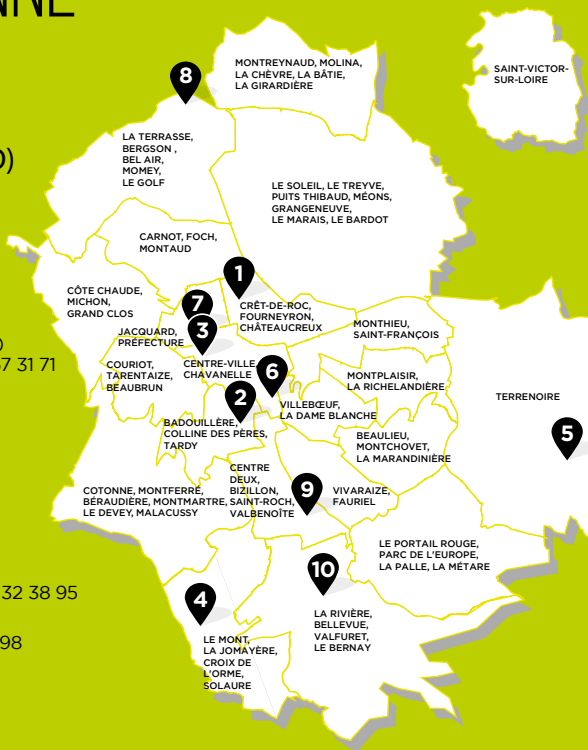 MONTREYNAUD, MOLINA,
LA CHÈVRE, LA BÂTIE,
LA GIRARDIÈRE
SAINT-VICTOR-
SUR-LOIRE
8
LA TERRASSE,
BERGSON ,
BEL AIR,
MOMEY,
LE GOLF
LE SOLEIL, LE TREYVE,
PUITS THIBAUD, MÉONS,
GRANGENEUVE,
LE MARAIS, LE BARDOT
CARNOT, FOCH,
MONTAUD
1
CÔTE CHAUDE,
MICHON,
GRAND CLOS
CRÊT-DE-ROC,
FOURNEYRON,
CHÂTEAUCREUX
7
3
JACQUARD,
PRÉFECTURE
MONTHIEU,
SAINT-FRANÇOIS
7 31 71
COURIOT,
TARENTAIZE,
BEAUBRUN
CENTRE-VILLE,
CHAVANELLE
6
MONTPLAISIR,
LA RICHELANDIÈRE
TERRENOIRE
5
2
VILLEBŒUF,
LA DAME BLANCHE
BADOUILLÈRE,
COLLINE DES PÈRES,
TARDY
BEAULIEU,
MONTCHOVET,
LA MARANDINIÈRE
CENTRE
DEUX,
BIZILLON,
SAINT-ROCH,
VALBENOÎTE
9
VIVARAIZE,
FAURIEL
COTONNE, MONTFERRÉ,
BÉRAUDIÈRE, MONTMARTRE,
LE DEVEY, MALACUSSY
LE PORTAIL ROUGE,
PARC DE L'EUROPE,
LA PALLE, LA MÉTARE
10
32 38 95
4
LA RIVIÈRE,
BELLEVUE,
VALFURET,
LE BERNAY
98
LE MONT,
LA JOMAYÈRE,
CROIX DE
L'ORME,
SOLAURE